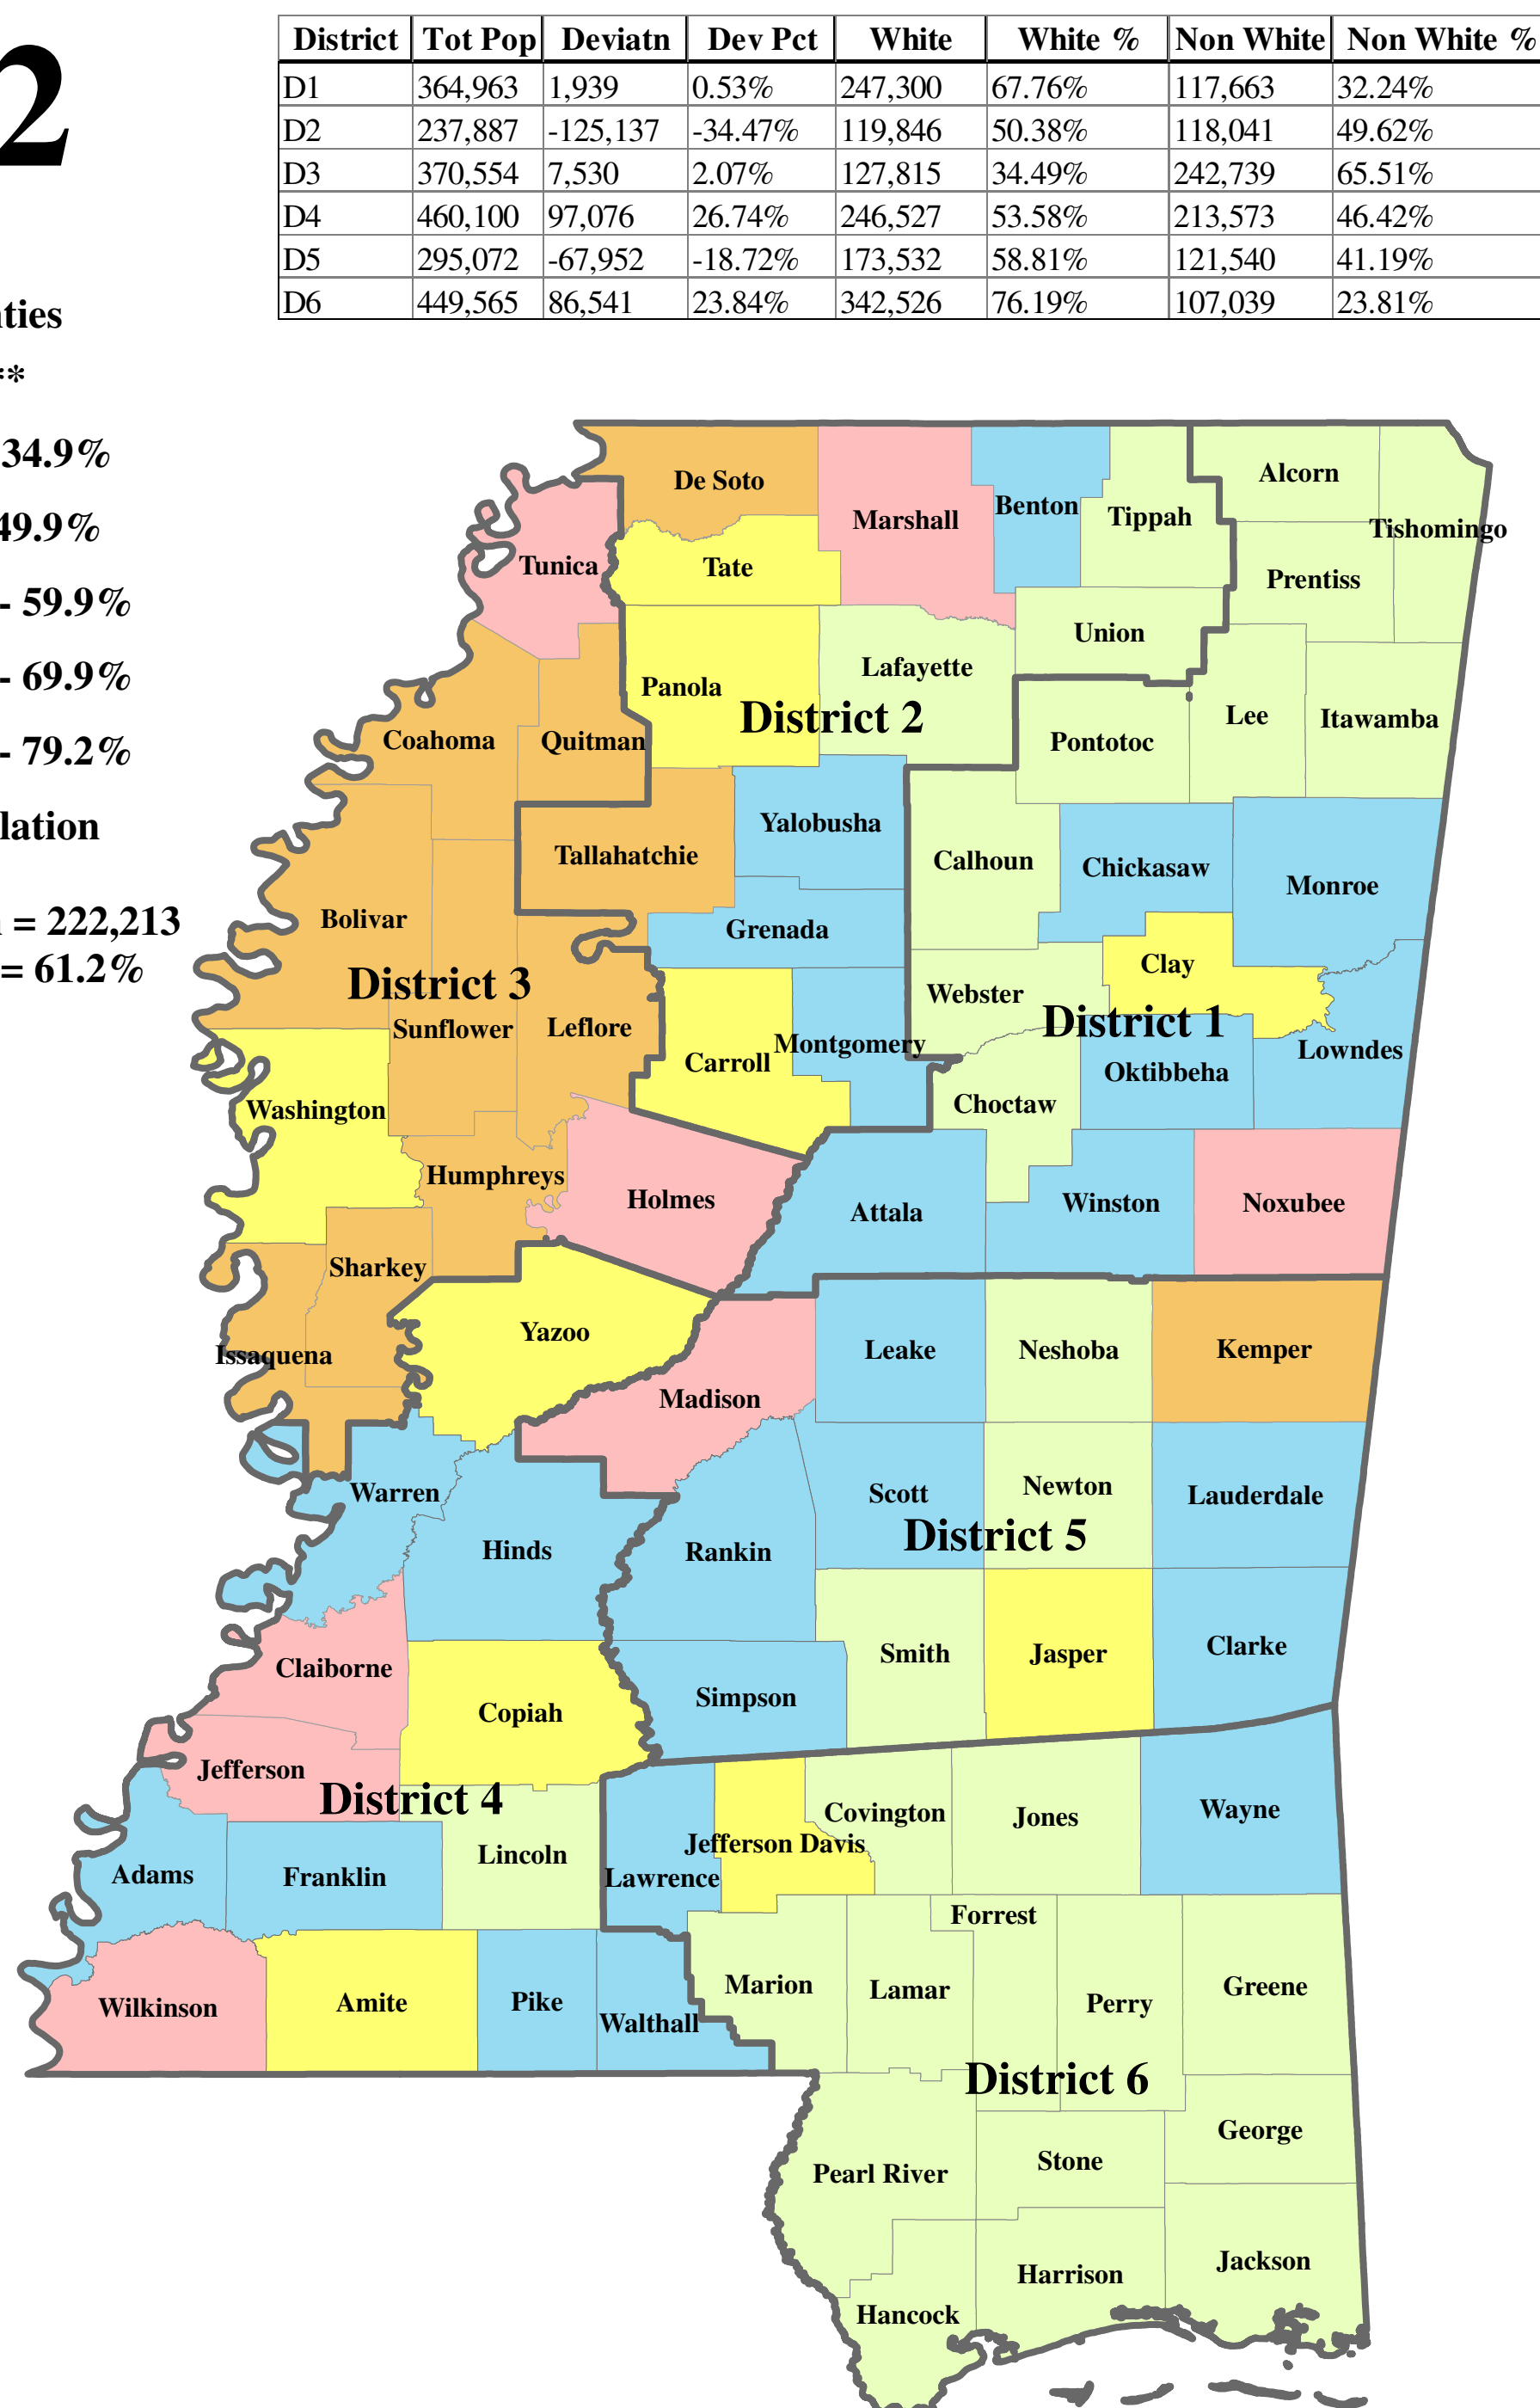 2
District Tot Pop Deviatn Dev Pct White White % Non White Non White %
D1 364,963 1,939 0.53% 247,300 67.76% 117,663 32.24%
D2 237,887 -125,137 -34.47% 119,846 50.38% 118,041 49.62%
D3 370,554 7,530 2.07% 127,815 34.49% 242,739 65.51%
D4 460,100 97,076 26.74% 246,527 53.58% 213,573 46.42%
D5 295,072 -67,952 -18.72% 173,532 58.81% 121,540 41.19%
D6 449,565 86,541 23.84% 342,526 76.19% 107,039 23.81%
34.9%
49.9%
- 59.9%
- 69.9%
- 79.2%
= 222,213
= 61.2%
De Soto
Marshall
Benton
Tippah
Alcorn
Tishomingo
Tunica
Tate
Prentiss
Union
Panola
Lafayette
District 2
Lee
Itawamba
Pontotoc
Coahoma
Quitman
Tallahatchie
Yalobusha
Calhoun
Chickasaw
Monroe
Bolivar
Grenada
Clay
District 3
Webster
District 1
Sunflower
Leflore
Carroll
Montgomery
Lowndes
Oktibbeha
Choctaw
Washington
Humphreys
Holmes
Attala
Winston
Noxubee
Sharkey
Yazoo
Issaquena
Leake
Neshoba
Kemper
Madison
Warren
Scott
Newton
Lauderdale
District 5
Hinds
Rankin
Claiborne
Copiah
Simpson
Smith
Jasper
Clarke
Jefferson
District 4
Lincoln
Adams
Franklin
Lawrence
Jefferson Davis
Covington
Jones
Wayne
Forrest
Wilkinson
Amite
Pike
Walthall
Marion
Lamar
Perry
Greene
District 6
George
Stone
Pearl River
Harrison
Jackson
Hancock